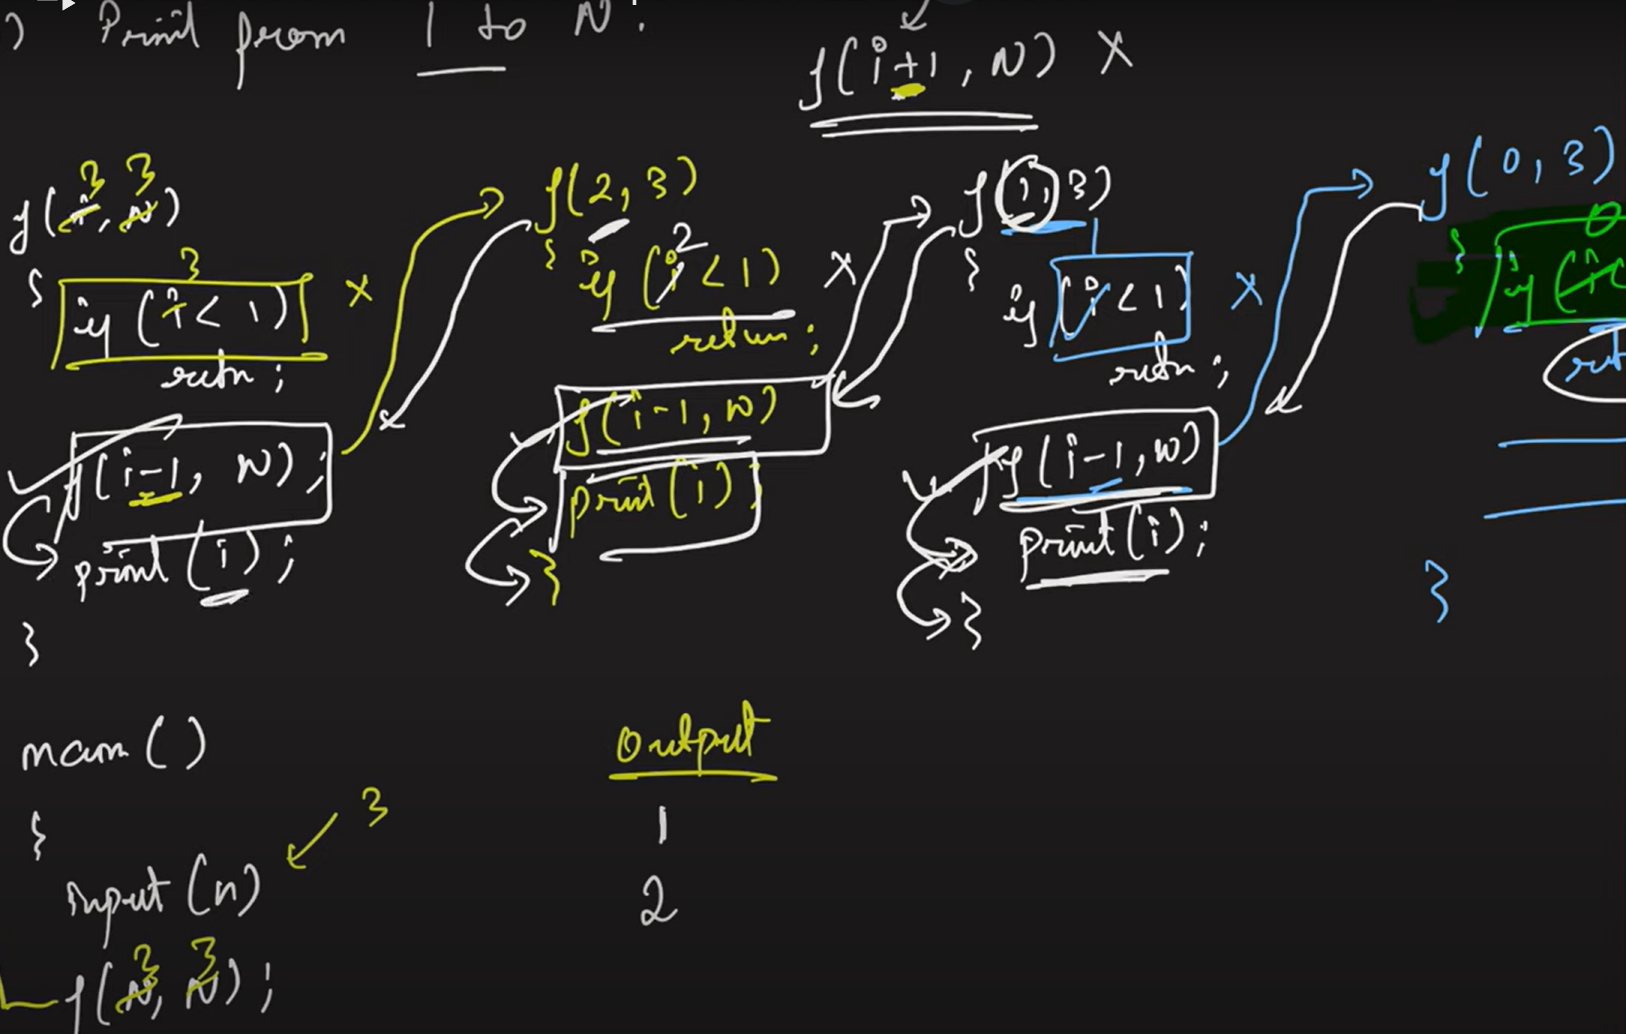 ) Print from 1 to N.
f(i+1, N) X
f(i, N)
3 3
{
3
if (i < 1) X
return;
f(i-1, N);
print(i);
}
f(2, 3)
{
2
if (i < 1) X
return;
f(i-1, N)
print(i);
}
f(1, 3)
{
if (i < 1) X
return;
f(i-1, N)
print(i);
}
f(0, 3)
{
0
if (i <
ret
}
main()
{
3
input(n)
3 3
f(N, N);
Output
1
2